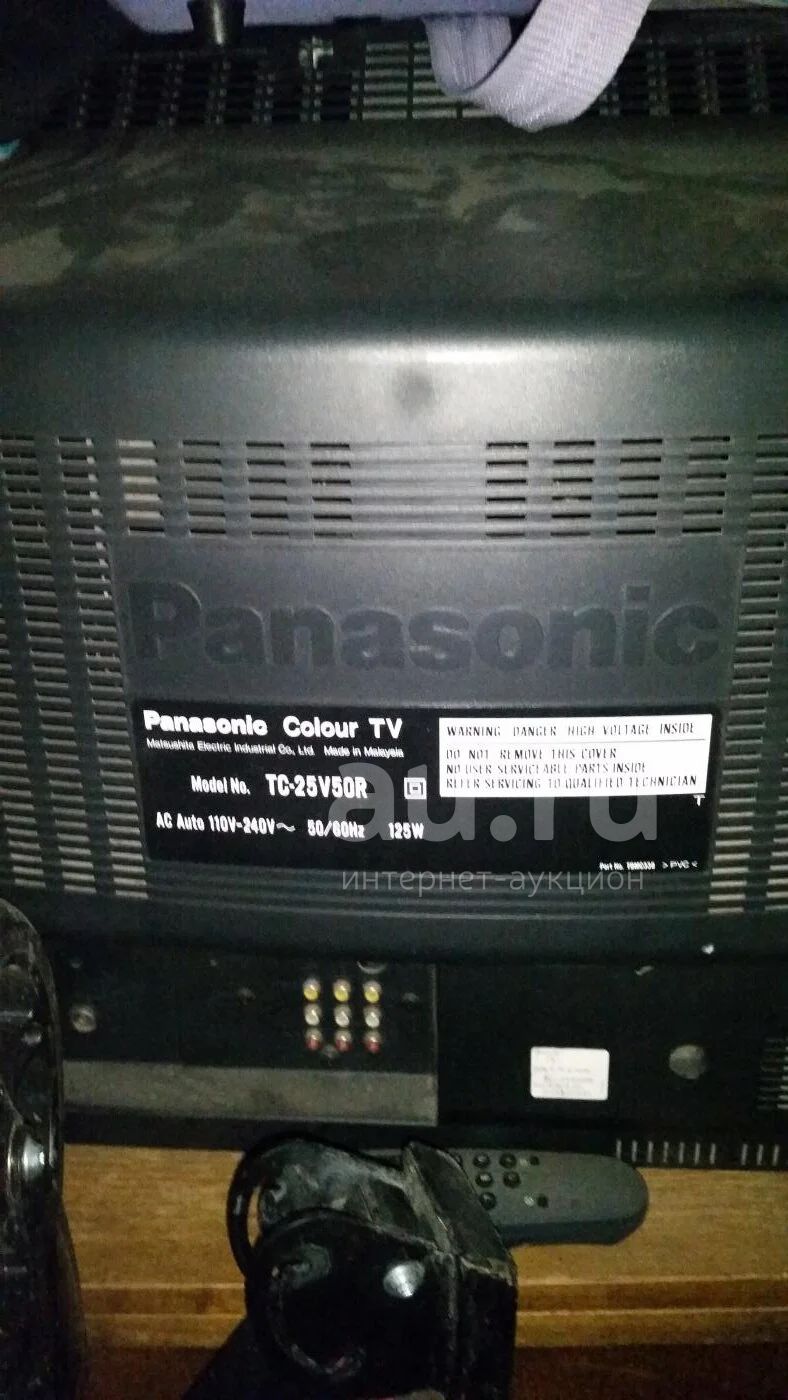 Panasonic
Panasonic Colour TV
Matsushita Electric Industrial Co., Ltd. Made in Malaysia
Model No. TC-25V50R
AC Auto 110V-240V~ 50/60Hz 125W
WARNING DANGER HIGH VOLTAGE INSIDE
DO NOT REMOVE THIS COVER
NO USER SERVICEABLE PARTS INSIDE
REFER SERVICING TO QUALIFIED TECHNICIAN
T
Part No. >PVC<
au.ru
интернет-аукцион